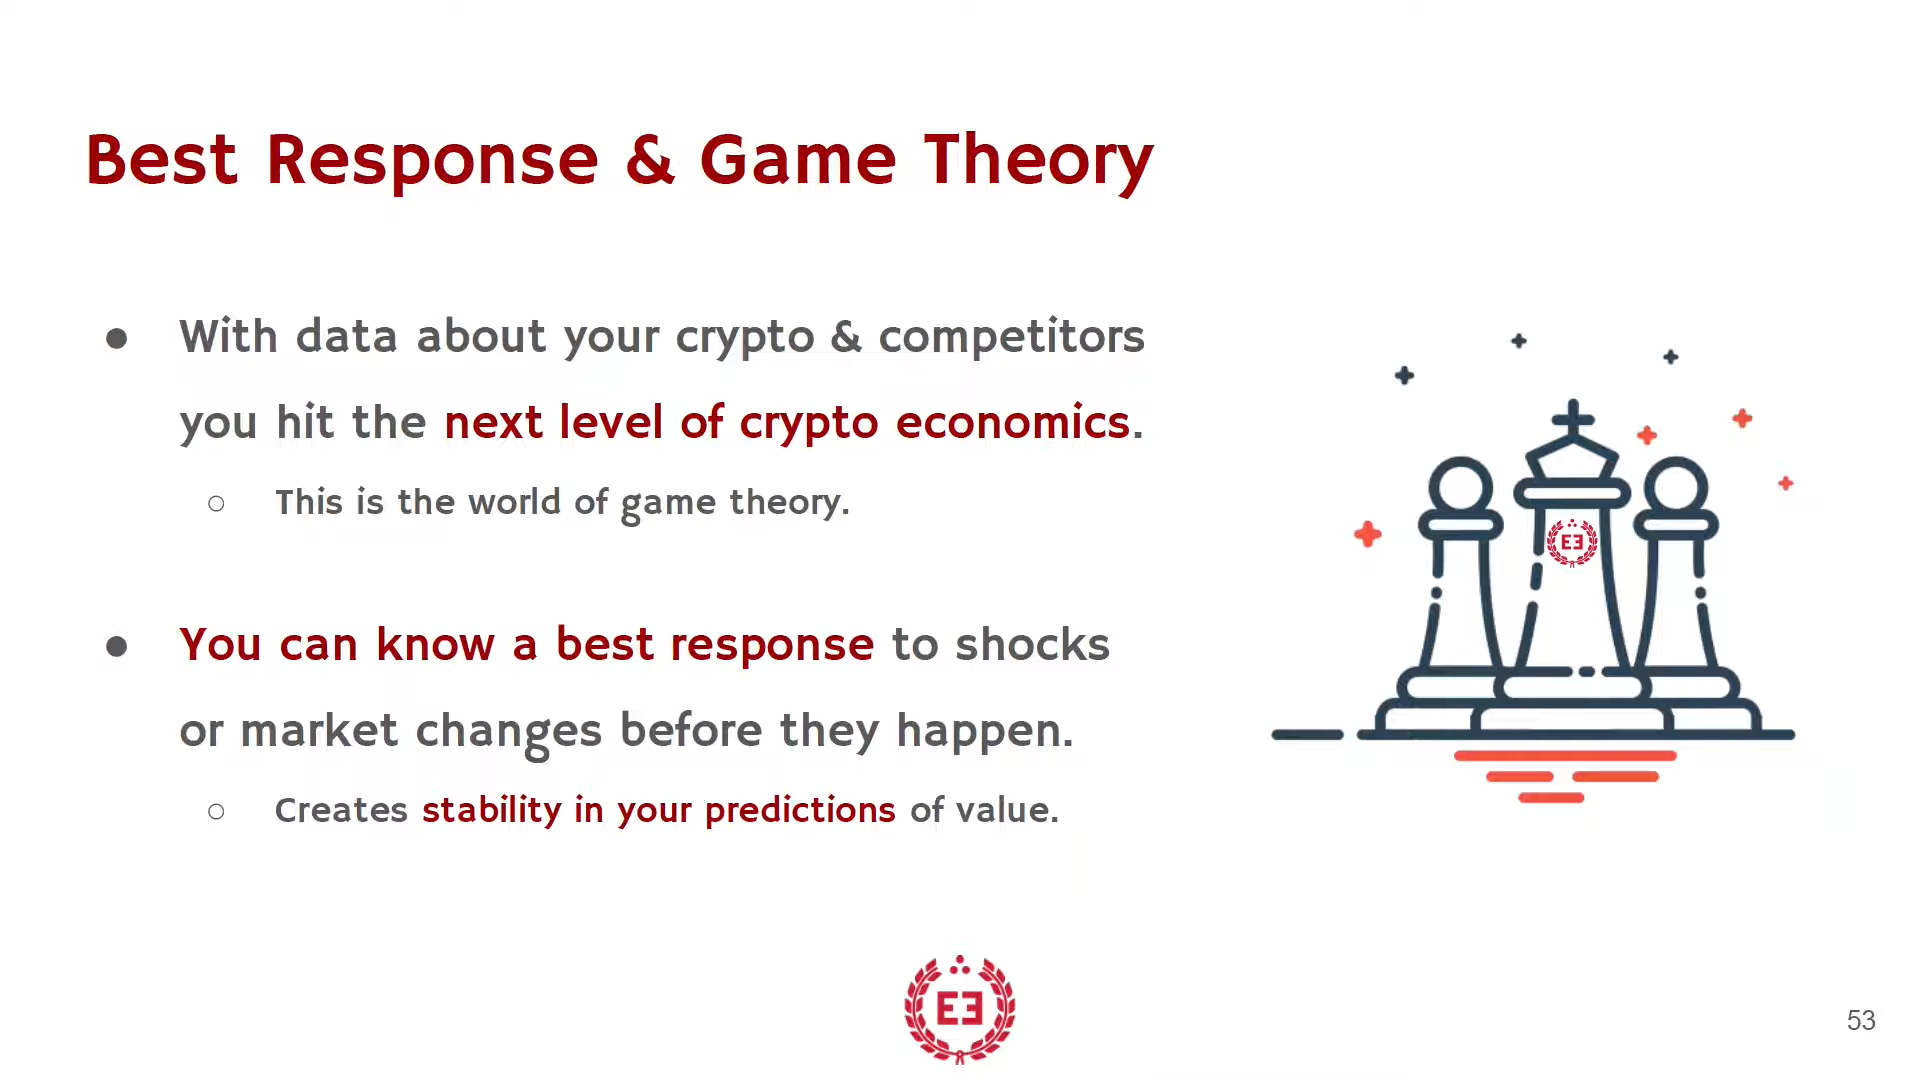 Best Response & Game Theory
● With data about your crypto & competitors
you hit the next level of crypto economics.
○ This is the world of game theory.
● You can know a best response to shocks
or market changes before they happen.
○ Creates stability in your predictions of value.
EE
EE
53